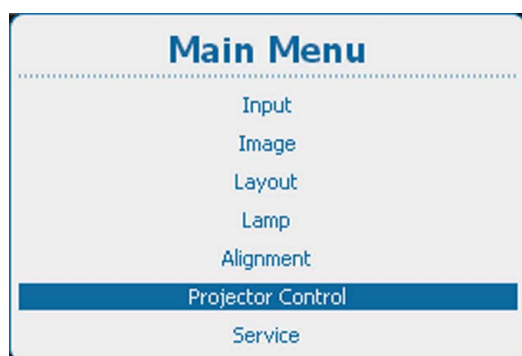 Main Menu
Input
Image
Layout
Lamp
Alignment
Projector Control
Service